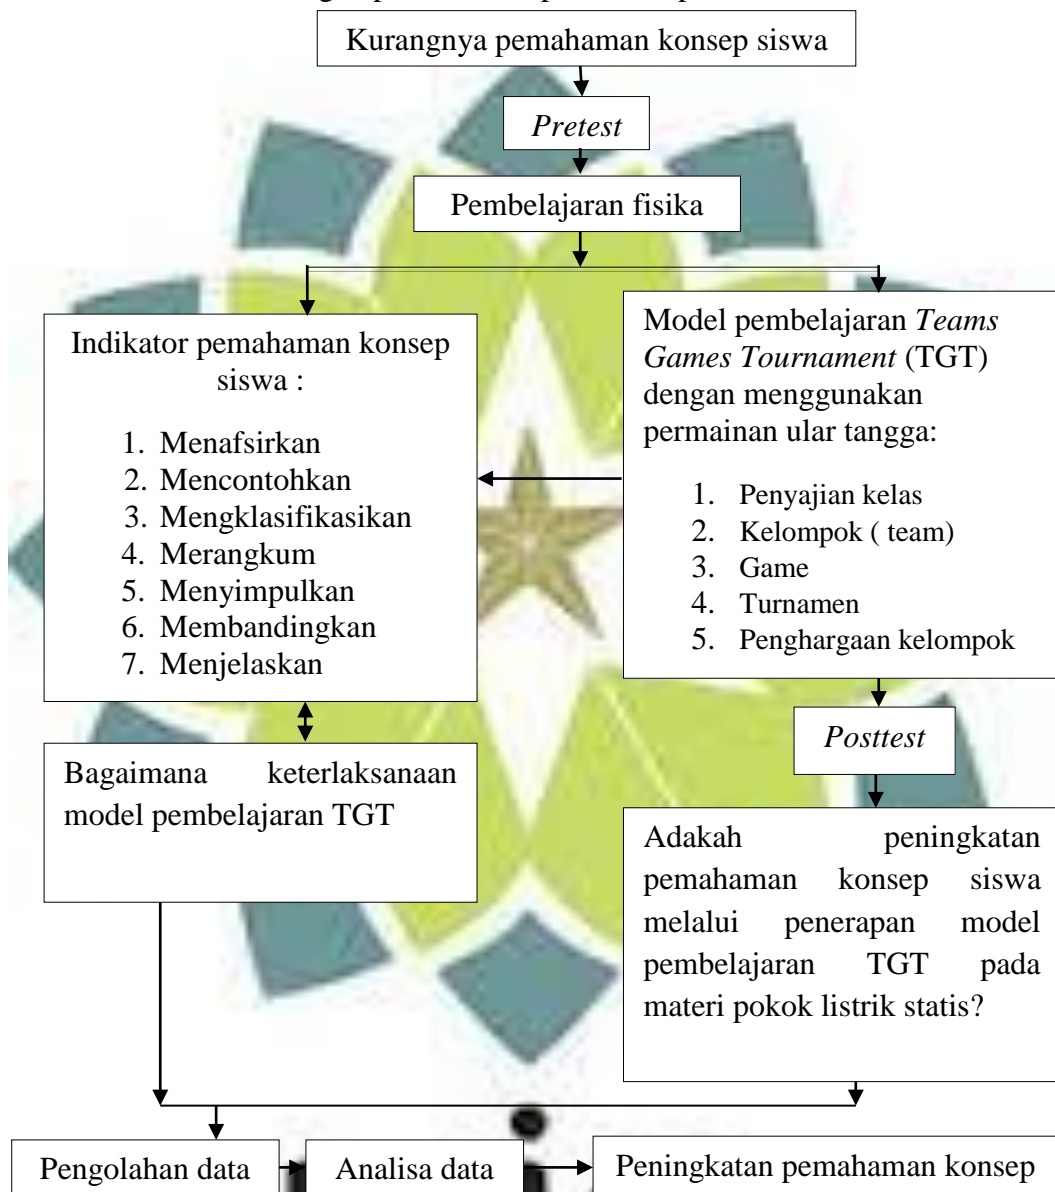 Kurangnya pemahaman konsep siswa
Pretest
Pembelajaran fisika
Indikator pemahaman konsep
siswa :
1. Menafsirkan
2. Mencontohkan
3. Mengklasifikasikan
4. Merangkum
5. Menyimpulkan
6. Membandingkan
7. Menjelaskan
Model pembelajaran Teams
Games Tournament (TGT)
dengan menggunakan
permainan ular tangga:
1. Penyajian kelas
2. Kelompok ( team)
3. Game
4. Turnamen
5. Penghargaan kelompok
Bagaimana keterlaksanaan
model pembelajaran TGT
Posttest
Adakah peningkatan
pemahaman konsep siswa
melalui penerapan model
pembelajaran TGT pada
materi pokok listrik statis?
Pengolahan data
Analisa data
Peningkatan pemahaman konsep